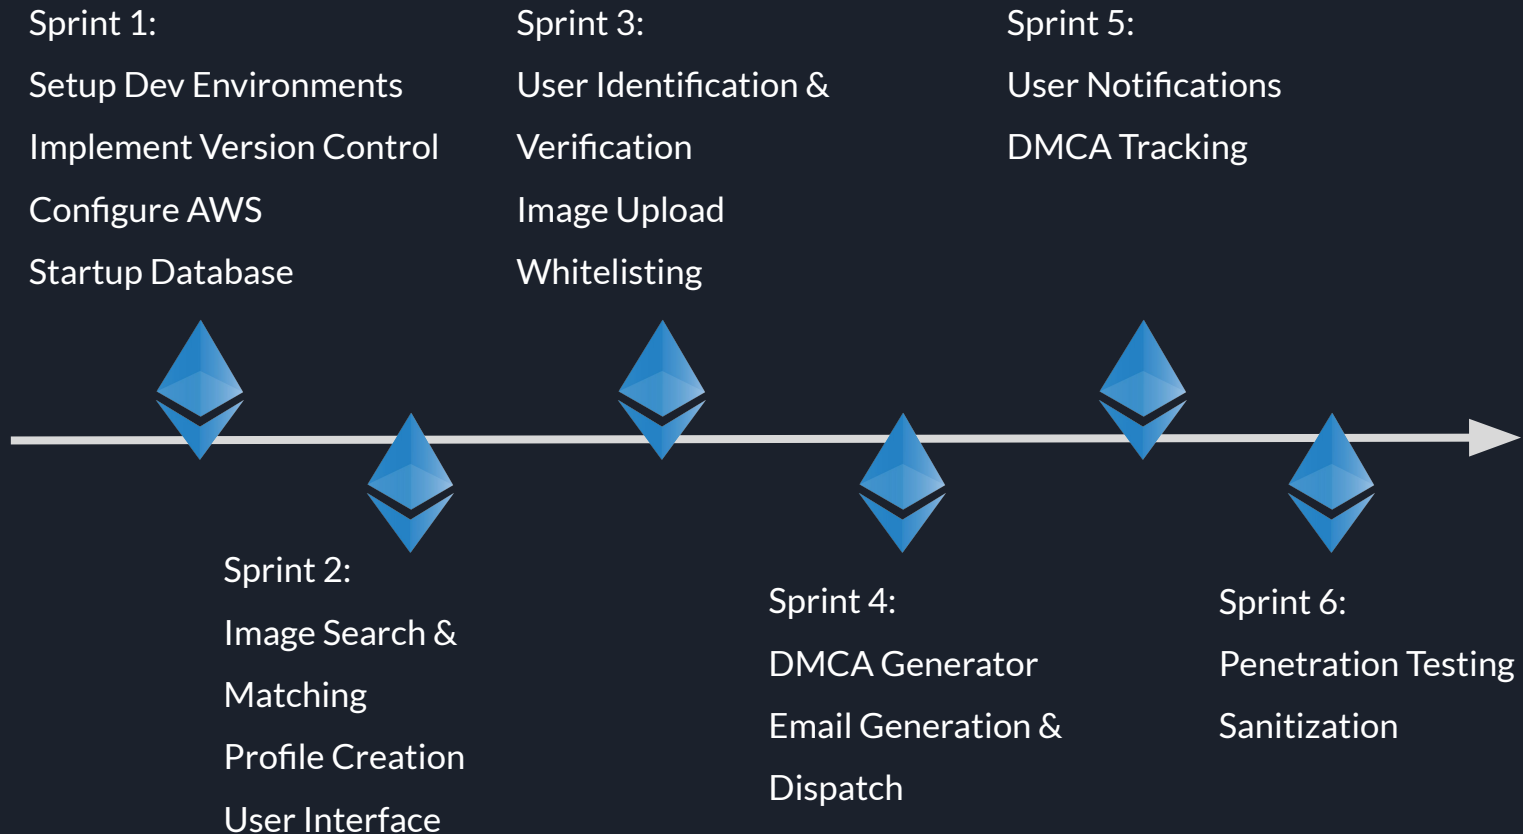 Sprint 1:
Setup Dev Environments
Implement Version Control
Configure AWS
Startup Database
Sprint 2:
Image Search &
Matching
Profile Creation
User Interface
Sprint 3:
User Identification &
Verification
Image Upload
Whitelisting
Sprint 4:
DMCA Generator
Email Generation &
Dispatch
Sprint 5:
User Notifications
DMCA Tracking
Sprint 6:
Penetration Testing
Sanitization